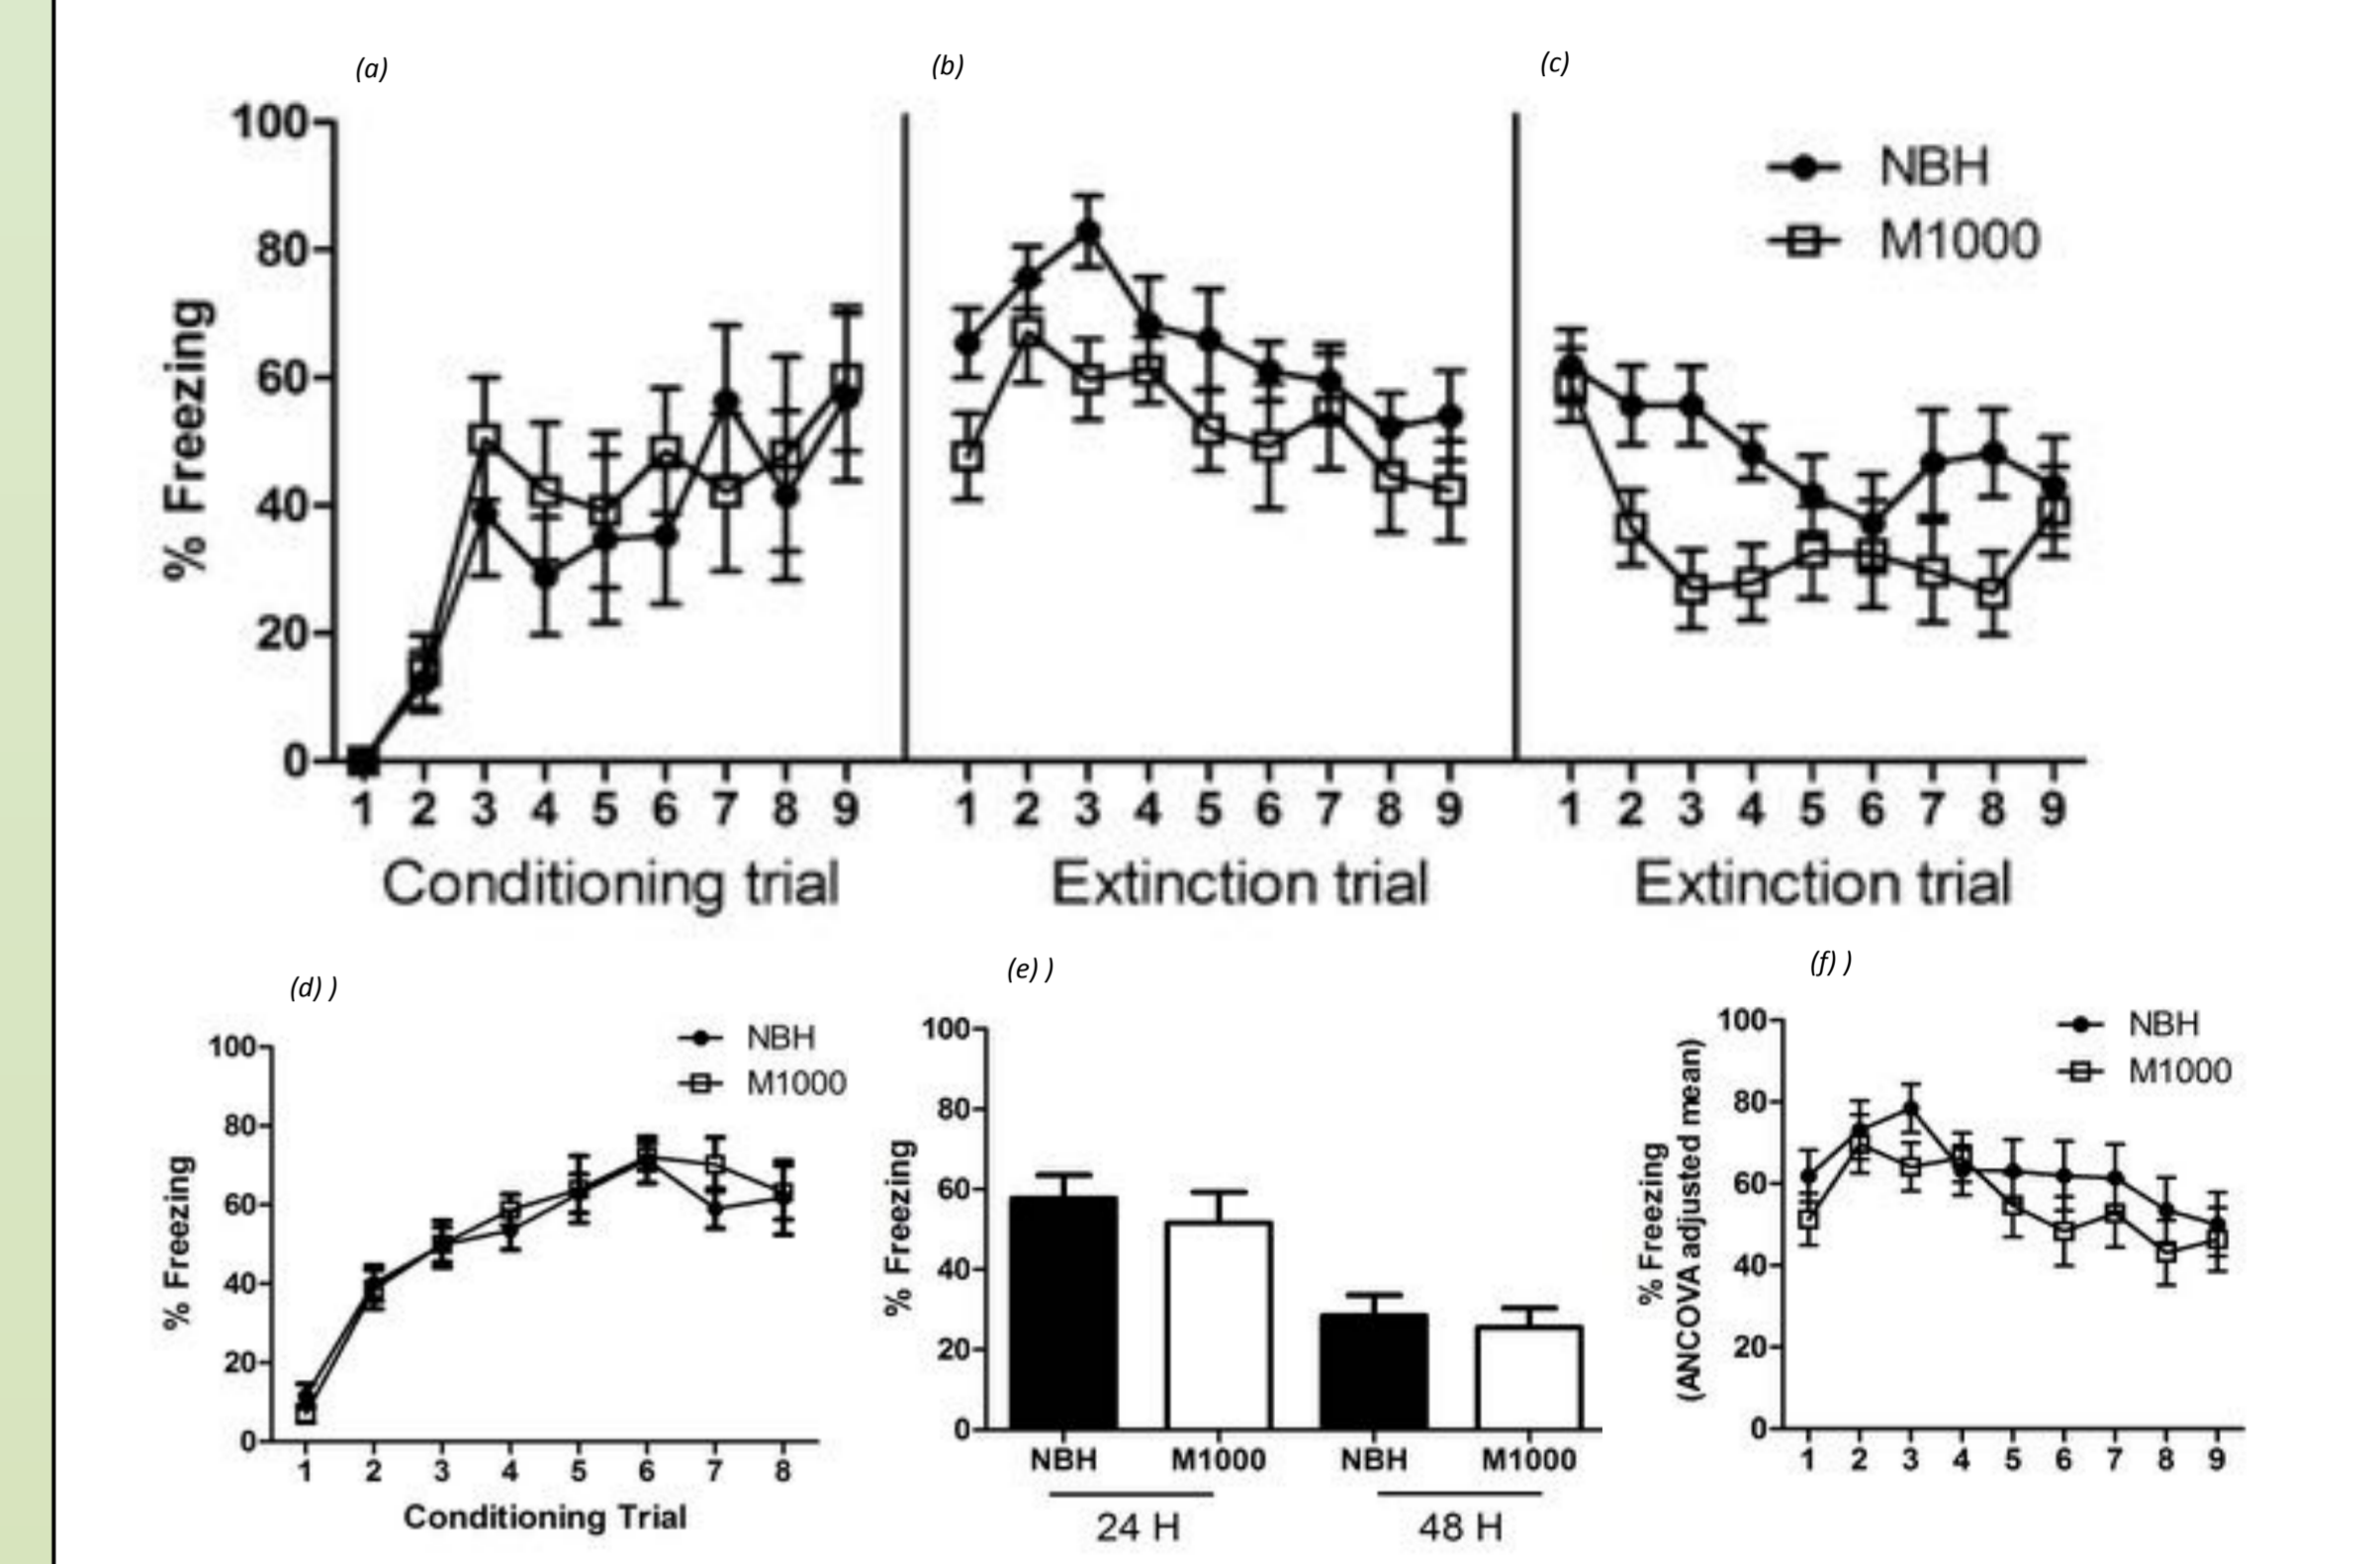 (a)
(b)
(c)
100
80
60
40
20
0
% Freezing
NBH
M1000
1 2 3 4 5 6 7 8 9
1 2 3 4 5 6 7 8 9
1 2 3 4 5 6 7 8 9
Conditioning trial
Extinction trial
Extinction trial
(d) )
100
80
60
40
20
0
% Freezing
NBH
M1000
1 2 3 4 5 6 7 8
Conditioning Trial
(e) )
100
80
60
40
20
0
% Freezing
NBH M1000 NBH M1000
24 H 48 H
(f) )
100
80
60
40
20
0
% Freezing
(ANCOVA adjusted mean)
NBH
M1000
1 2 3 4 5 6 7 8 9